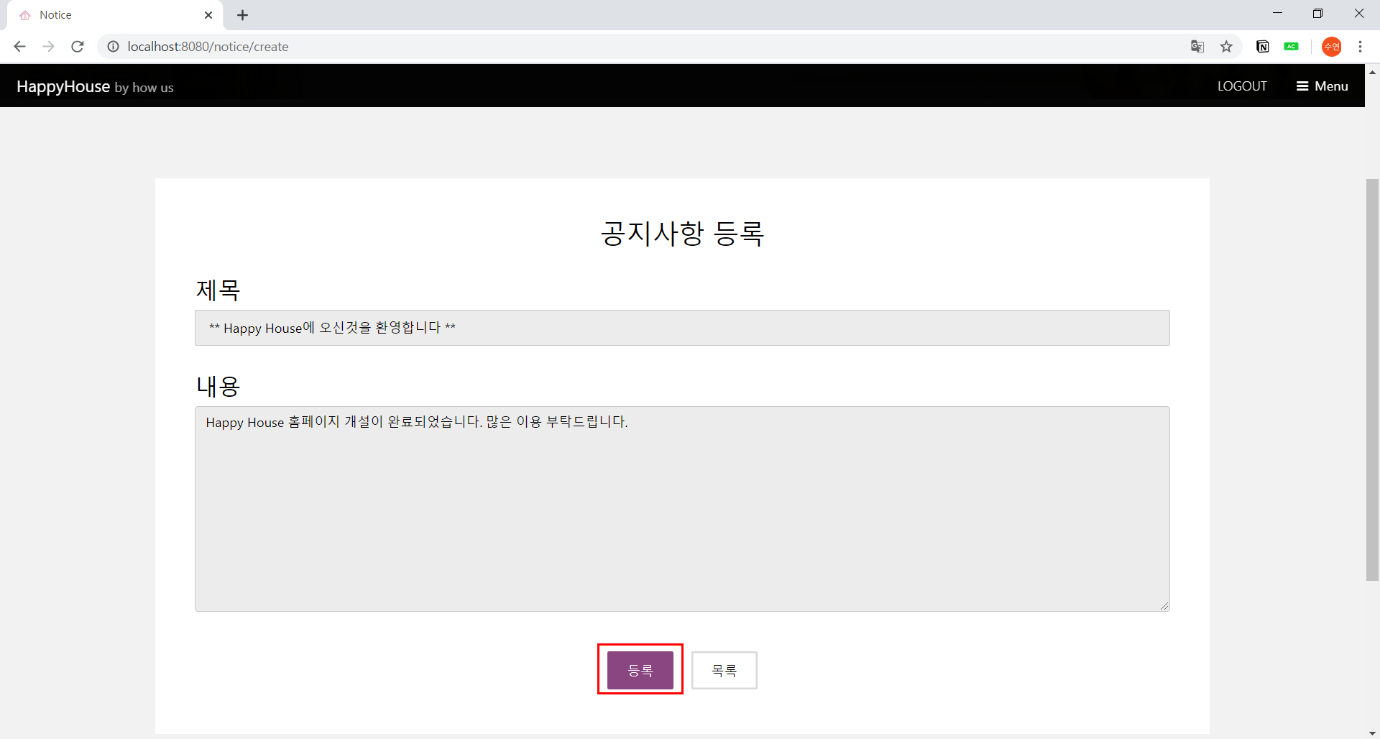 Notice
localhost:8080/notice/create
AC
수연
HappyHouse by how us
LOGOUT
Menu
공지사항 등록
제목
** Happy House에 오신것을 환영합니다 **
내용
Happy House 홈페이지 개설이 완료되었습니다. 많은 이용 부탁드립니다.
등록
목록